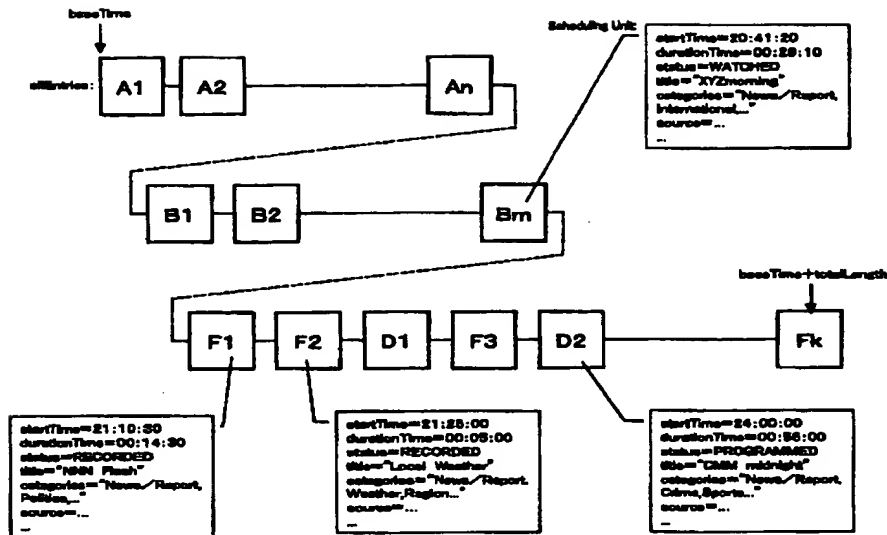 baseTime
allEntries:
A1
A2
An
Scheduling Unit
startTime=20:41:20
durationTime=00:29:10
status=WATCHED
title="XYZmorning"
categories="News/Report,
International,..."
source=...
...
B1
B2
Bm
baseTime+totalLength
F1
F2
D1
F3
D2
Fk
startTime=21:10:30
durationTime=00:14:30
status=RECORDED
title="NNN Flash"
categories="News/Report,
Politics,..."
source=...
...
startTime=21:25:00
durationTime=00:05:00
status=RECORDED
title="Local Weather"
categories="News/Report.
Weather,Region..."
source=...
...
startTime=24:00:00
durationTime=00:56:00
status=PROGRAMMED
title="CMM midnight"
categories="News/Report,
Crime,Sports..."
source=...
...